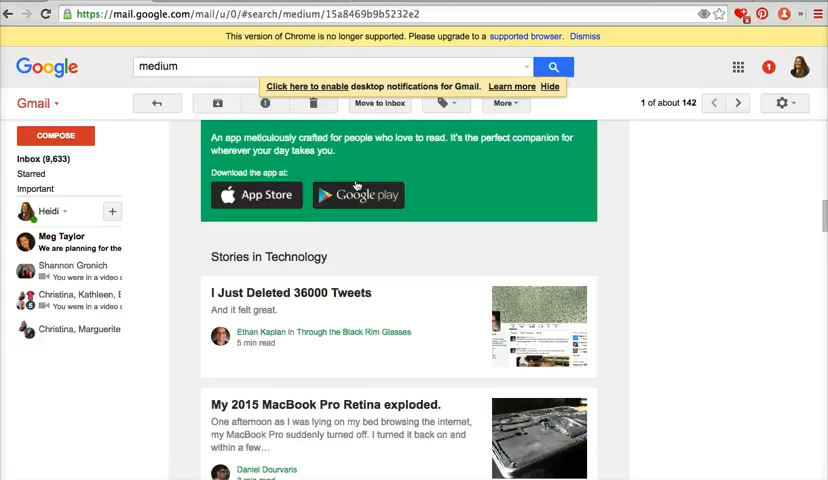 https://mail.google.com/mail/u/0/#search/medium/15a8469b9b5232e2
This version of Chrome is no longer supported. Please upgrade to a supported browser. Dismiss
Google
medium
1
Click here to enable desktop notifications for Gmail. Learn more Hide
Gmail
Move to Inbox
More
1 of about 142
COMPOSE
Inbox (9,633)
Starred
Important
Heidi
Meg Taylor
We are planning for the
Shannon Gronich
You were in a video c
Christina, Kathleen, E
You were in a video c
Christina, Marguerite
An app meticulously crafted for people who love to read. It's the perfect companion for
wherever your day takes you.
Download the app at:
App Store
Google play
Stories in Technology
I Just Deleted 36000 Tweets
And it felt great.
Ethan Kaplan in Through the Black Rim Glasses
5 min read
My 2015 MacBook Pro Retina exploded.
One afternoon as I was lying on my bed browsing the internet,
my MacBook Pro suddenly turned off. I turned it back on and
within a few…
Daniel Dourvaris